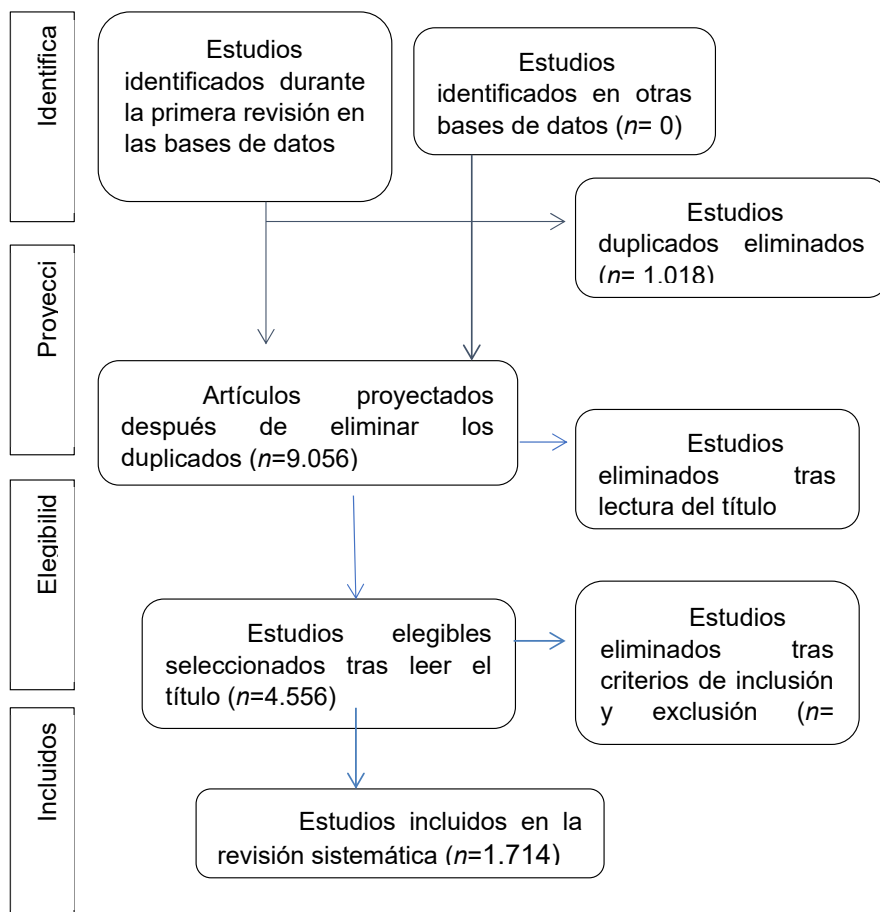 Identifica
Estudios
identificados durante
la primera revisión en
las bases de datos
Estudios
identificados en otras
bases de datos (n= 0)
Estudios
duplicados eliminados
(n= 1.018)
Proyecci
Artículos proyectados
después de eliminar los
duplicados (n=9.056)
Estudios
eliminados tras
lectura del título
Elegibilid
Estudios elegibles
seleccionados tras leer el
título (n=4.556)
Estudios
eliminados tras
criterios de inclusión
y exclusión (n=
Incluidos
Estudios incluidos en la
revisión sistemática (n=1.714)